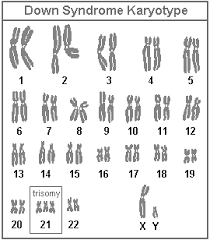 Down Syndrome Karyotype
1 2 3 4 5
6 7 8 9 10 11 12
13 14 15 16 17 18 19
trisomy
20 21 22 X Y